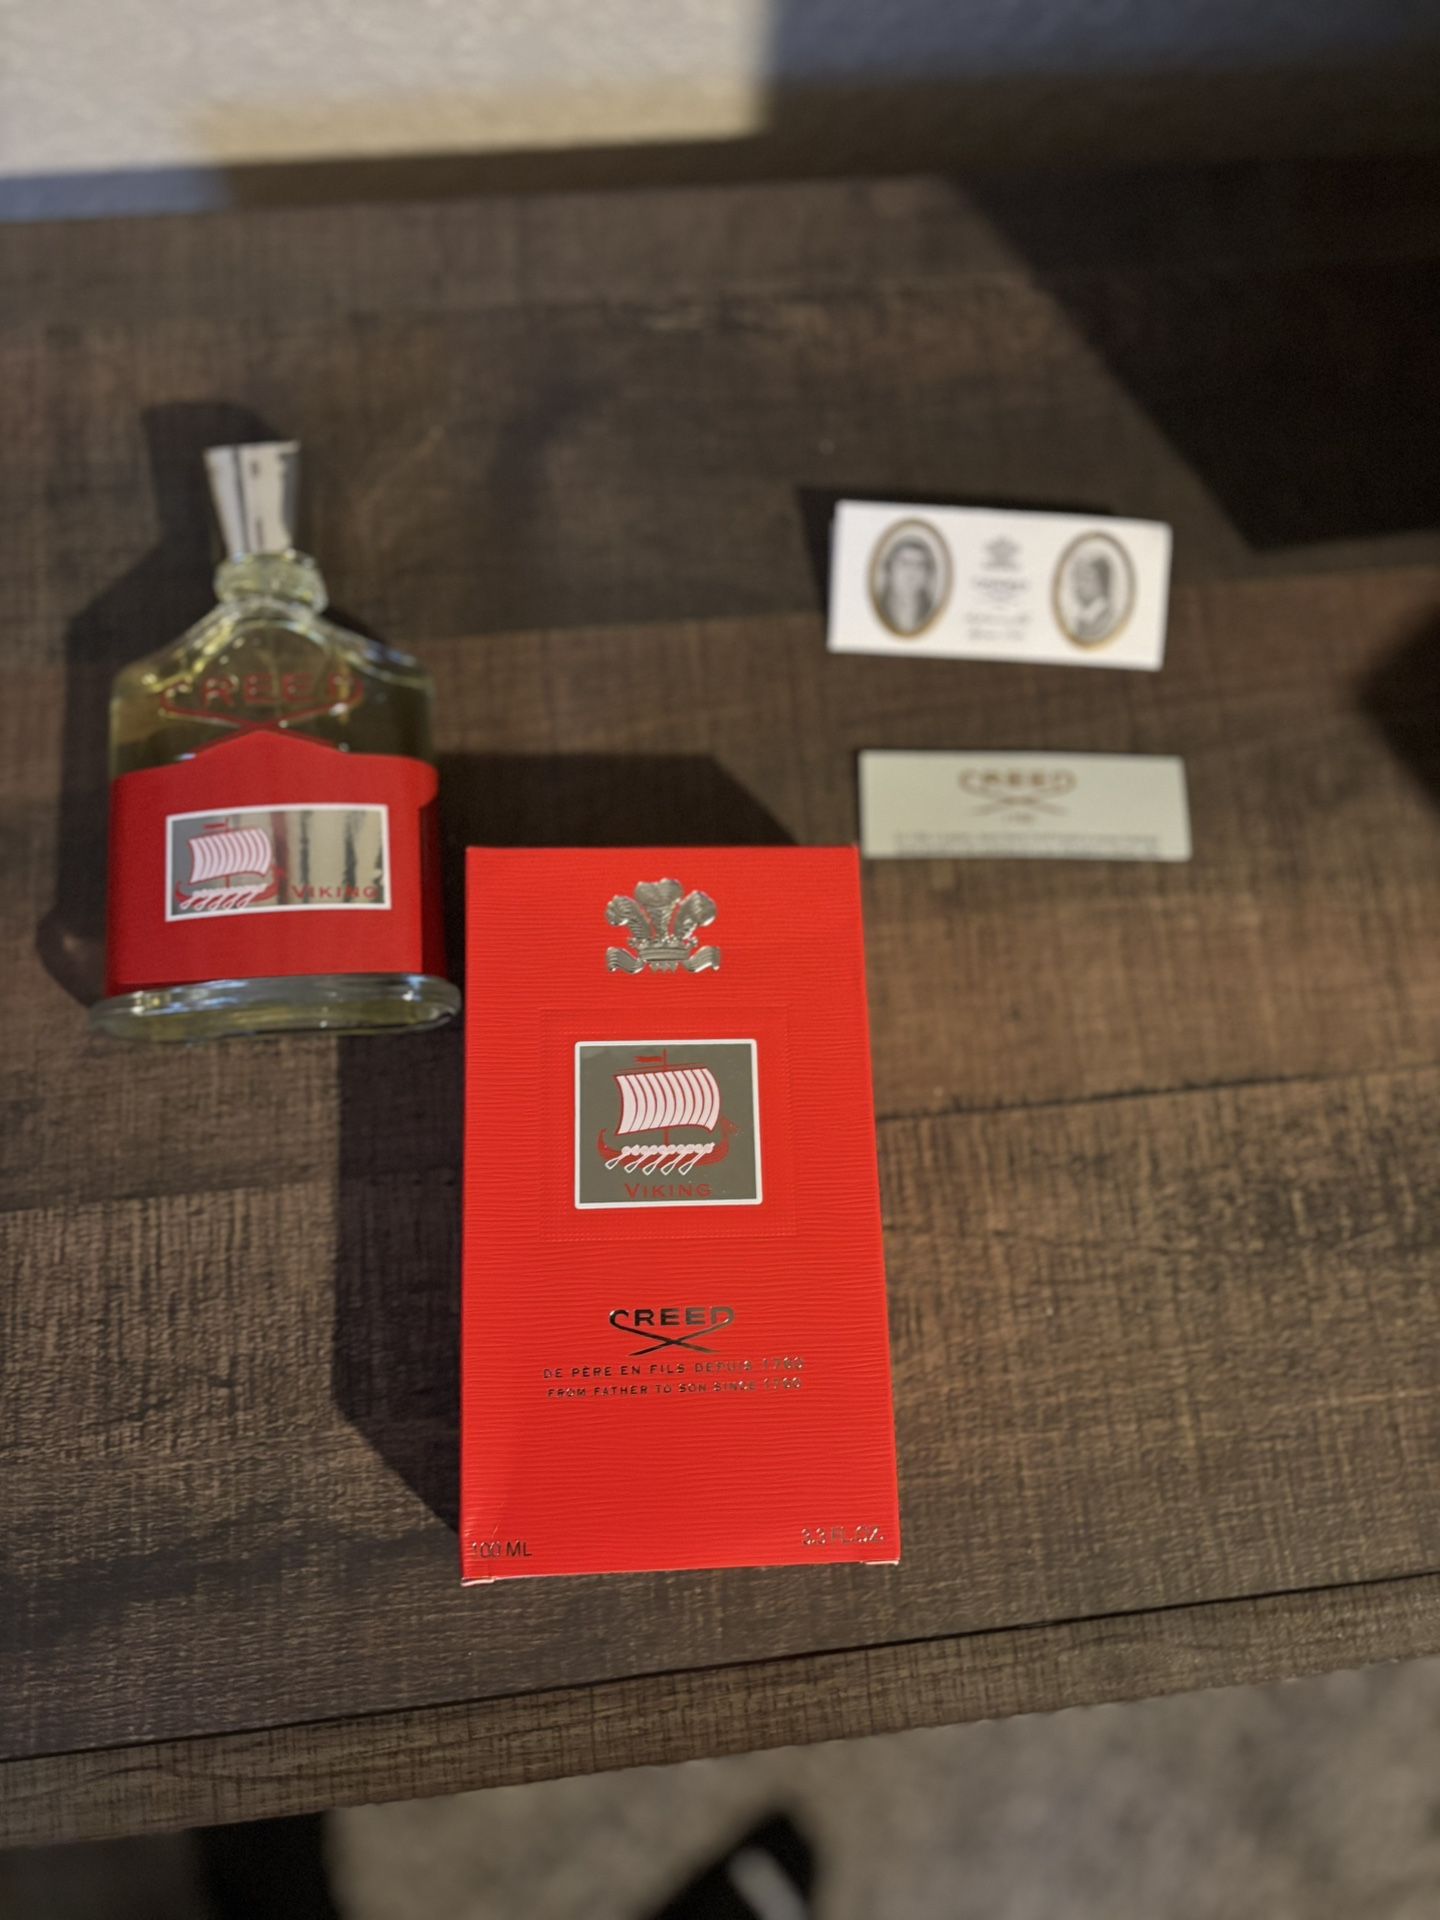 CREED
VIKING
CREED
VIKING
CREED
DE PÈRE EN FILS DEPUIS 1760
FROM FATHER TO SON SINCE 1760
100 ML
3.3 FL.OZ.